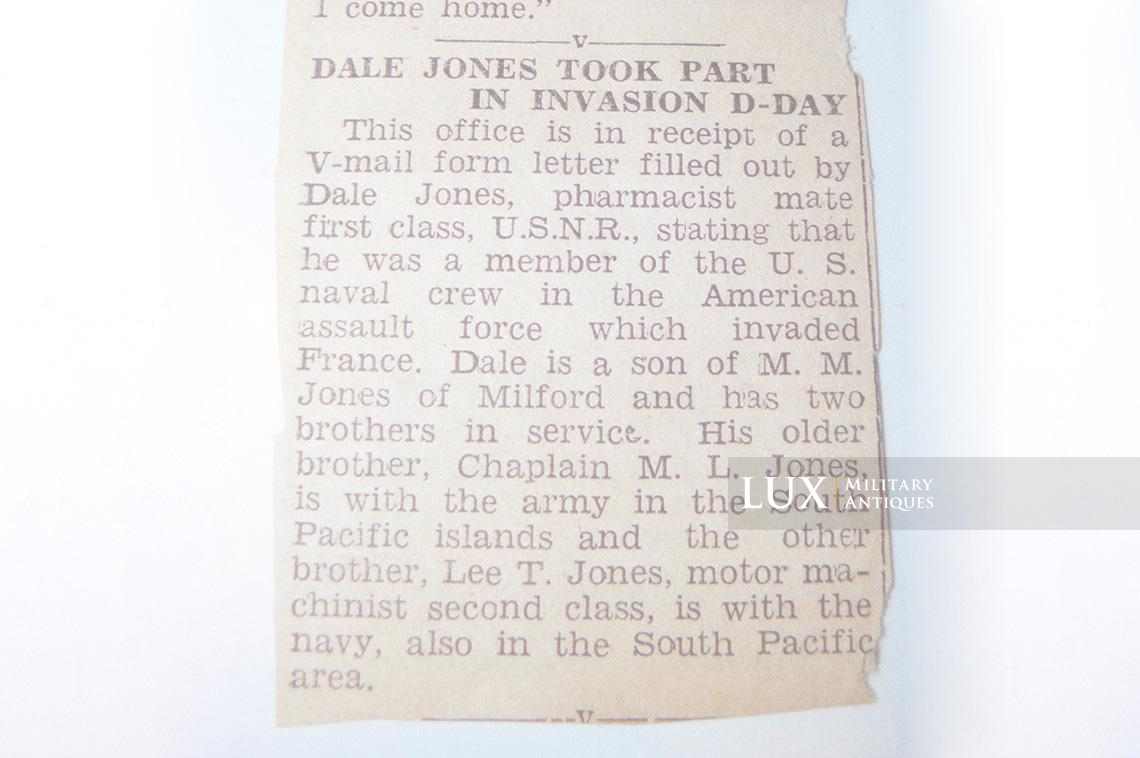 I come home."
V
DALE JONES TOOK PART
IN INVASION D-DAY
This office is in receipt of a
V-mail form letter filled out by
Dale Jones, pharmacist mate
first class, U.S.N.R., stating that
he was a member of the U. S.
naval crew in the American
assault force which invaded
France. Dale is a son of M. M.
Jones of Milford and has two
brothers in service. His older
brother, Chaplain M. L. Jones,
is with the army in the South
Pacific islands and the other
brother, Lee T. Jones, motor ma-
chinist second class, is with the
navy, also in the South Pacific
area.
V
LUX MILITARY
ANTIQUES